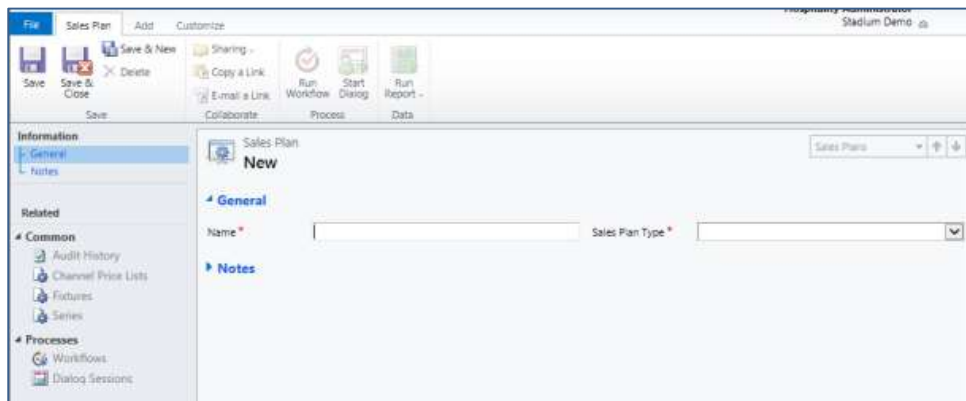 Hospitality Administrator
Stadium Demo
File
Sales Plan
Add
Customize
Save
Save & Close
Save & New
Delete
Save
Sharing
Copy a Link
E-mail a Link
Collaborate
Run Workflow
Start Dialog
Process
Run Report
Data
Information
General
Notes
Related
Common
Audit History
Channel Price Lists
Fixtures
Series
Processes
Workflows
Dialog Sessions
Sales Plan
New
Sales Plans
General
Name *
Sales Plan Type *
Notes